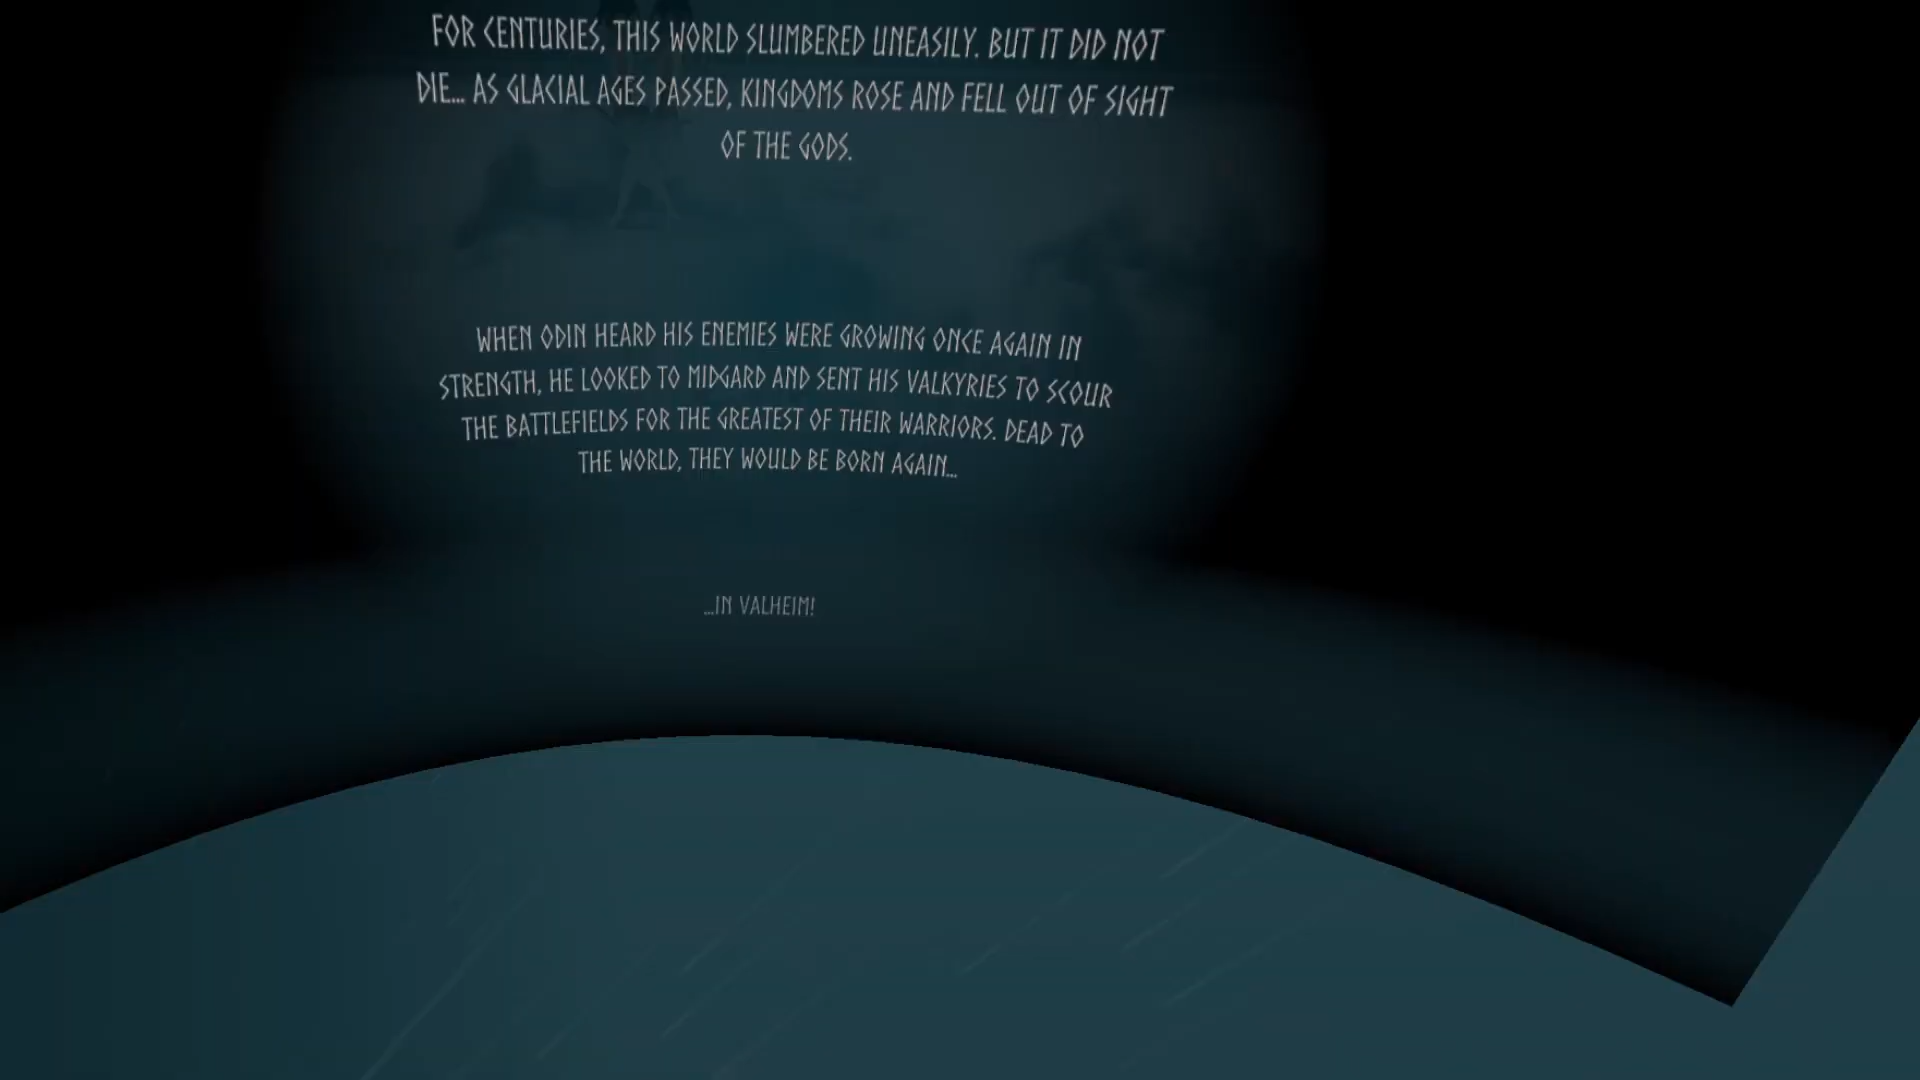 FOR CENTURIES, THIS WORLD SLUMBERED UNEASILY. BUT IT DID NOT
DIE... AS GLACIAL AGES PASSED, KINGDOMS ROSE AND FELL OUT OF SIGHT
OF THE GODS.
WHEN ODIN HEARD HIS ENEMIES WERE GROWING ONCE AGAIN IN
STRENGTH, HE LOOKED TO MIDGARD AND SENT HIS VALKYRIES TO SCOUR
THE BATTLEFIELDS FOR THE GREATEST OF THEIR WARRIORS. DEAD TO
THE WORLD, THEY WOULD BE BORN AGAIN...
...IN VALHEIM!